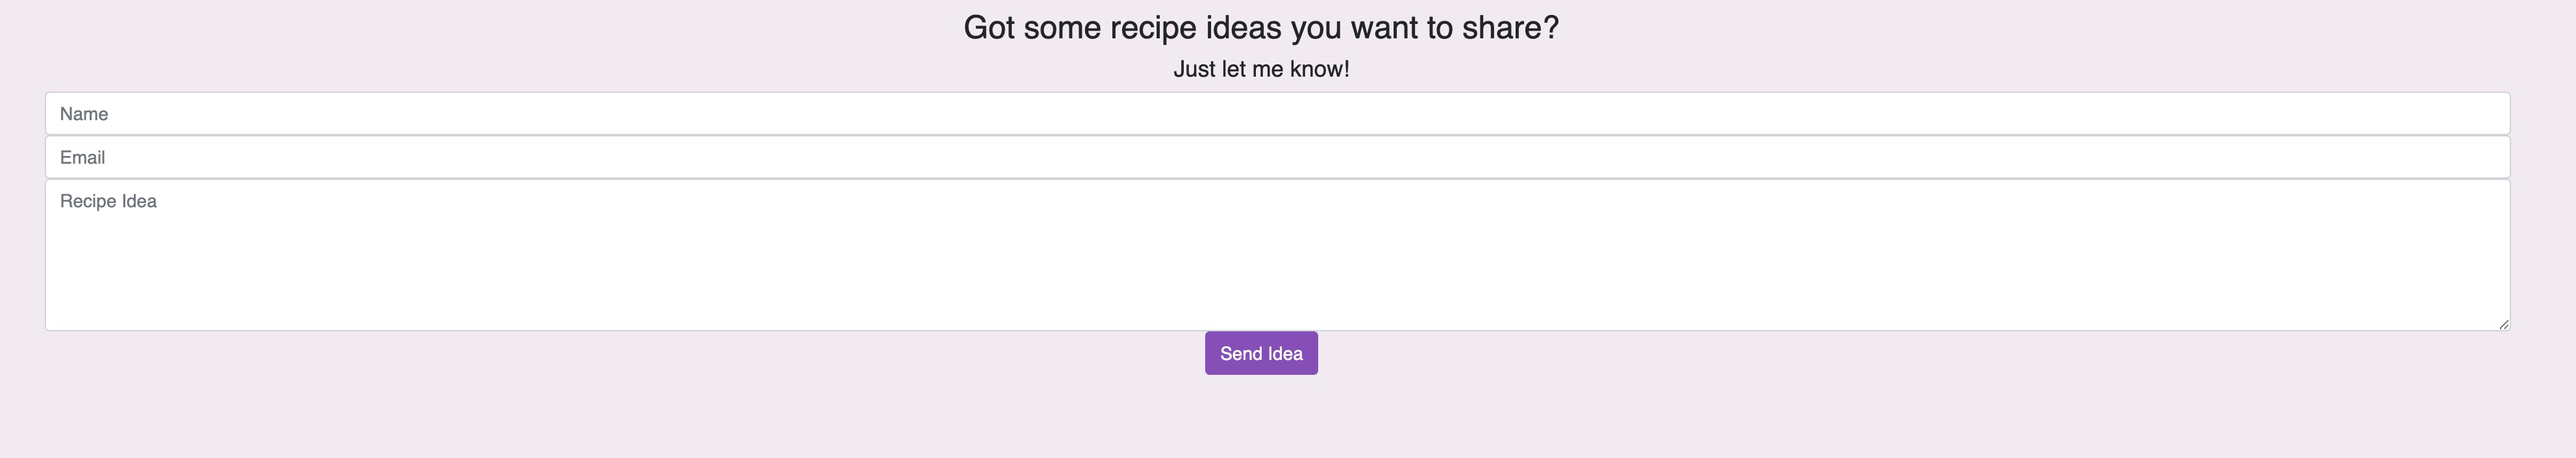 Got some recipe ideas you want to share?
Just let me know!
Name
Email
Recipe Idea
Send Idea